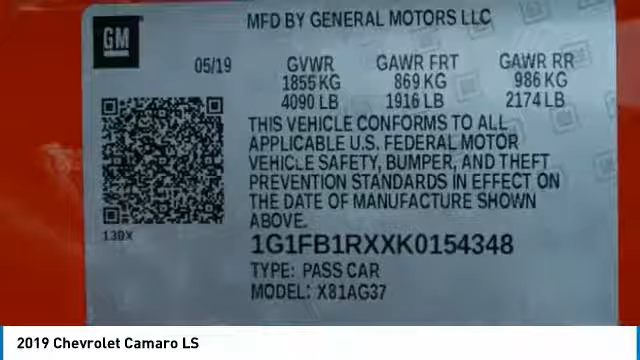 GM
MFD BY GENERAL MOTORS LLC
05/19 GVWR GAWR FRT GAWR RR
1855 KG 869 KG 986 KG
4090 LB 1916 LB 2174 LB
THIS VEHICLE CONFORMS TO ALL
APPLICABLE U.S. FEDERAL MOTOR
VEHICLE SAFETY, BUMPER, AND THEFT
PREVENTION STANDARDS IN EFFECT ON
THE DATE OF MANUFACTURE SHOWN
ABOVE.
130X
1G1FB1RXXK0154348
TYPE: PASS CAR
MODEL: X81AG37
2019 Chevrolet Camaro LS